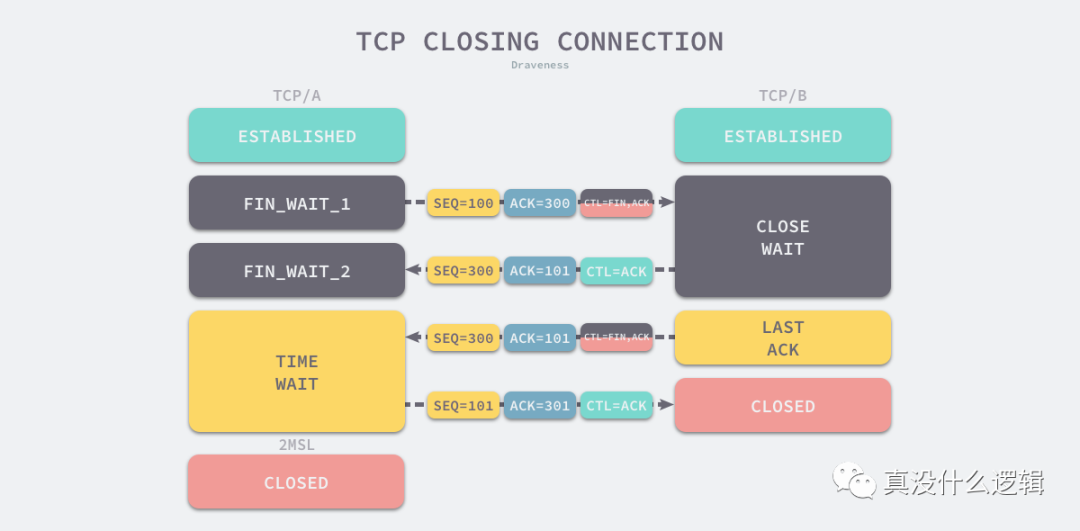 TCP CLOSING CONNECTION
Draveness
TCP/A
TCP/B
ESTABLISHED
ESTABLISHED
FIN_WAIT_1
SEQ=100
ACK=300
CTL=FIN,ACK
CLOSE
WAIT
FIN_WAIT_2
SEQ=300
ACK=101
CTL=ACK
TIME
WAIT
SEQ=300
ACK=101
CTL=FIN,ACK
LAST
ACK
SEQ=101
ACK=301
CTL=ACK
CLOSED
2MSL
CLOSED
真没什么逻辑